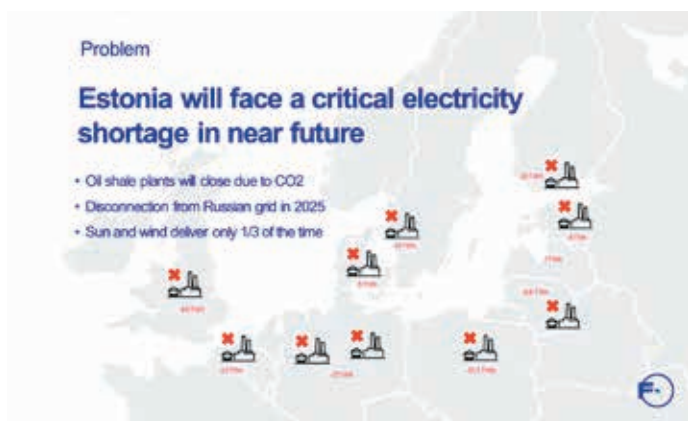 Problem
Estonia will face a critical electricity
shortage in near future
• Oil shale plants will close due to CO2
• Disconnection from Russian grid in 2025
• Sun and wind deliver only 1/3 of the time
F